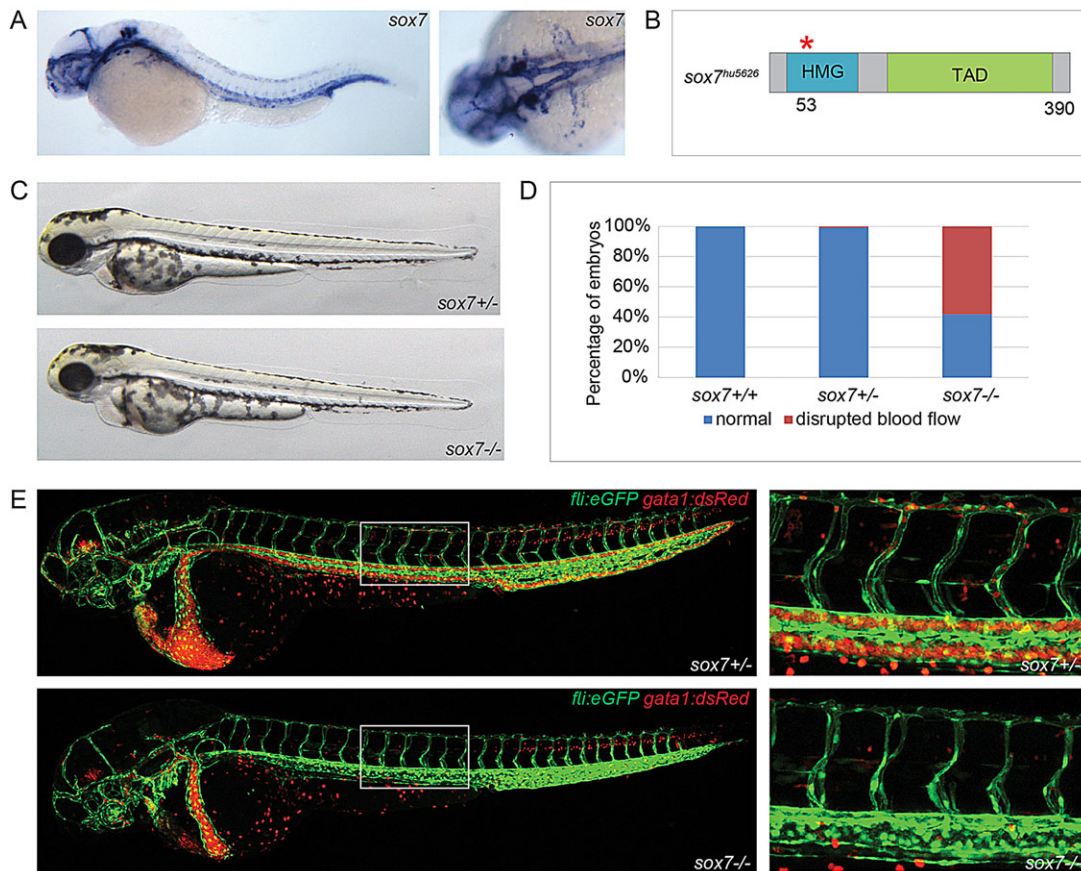 A
sox7
sox7
B
*
sox7hu5626
HMG
TAD
53
390
C
sox7+/-
sox7-/-
D
Percentage of embryos
100%
80%
60%
40%
20%
0%
sox7+/+
sox7+/-
sox7-/-
normal
disrupted blood flow
E
fli:eGFP gata1:dsRed
sox7+/-
sox7+/-
fli:eGFP gata1:dsRed
sox7-/-
sox7-/-